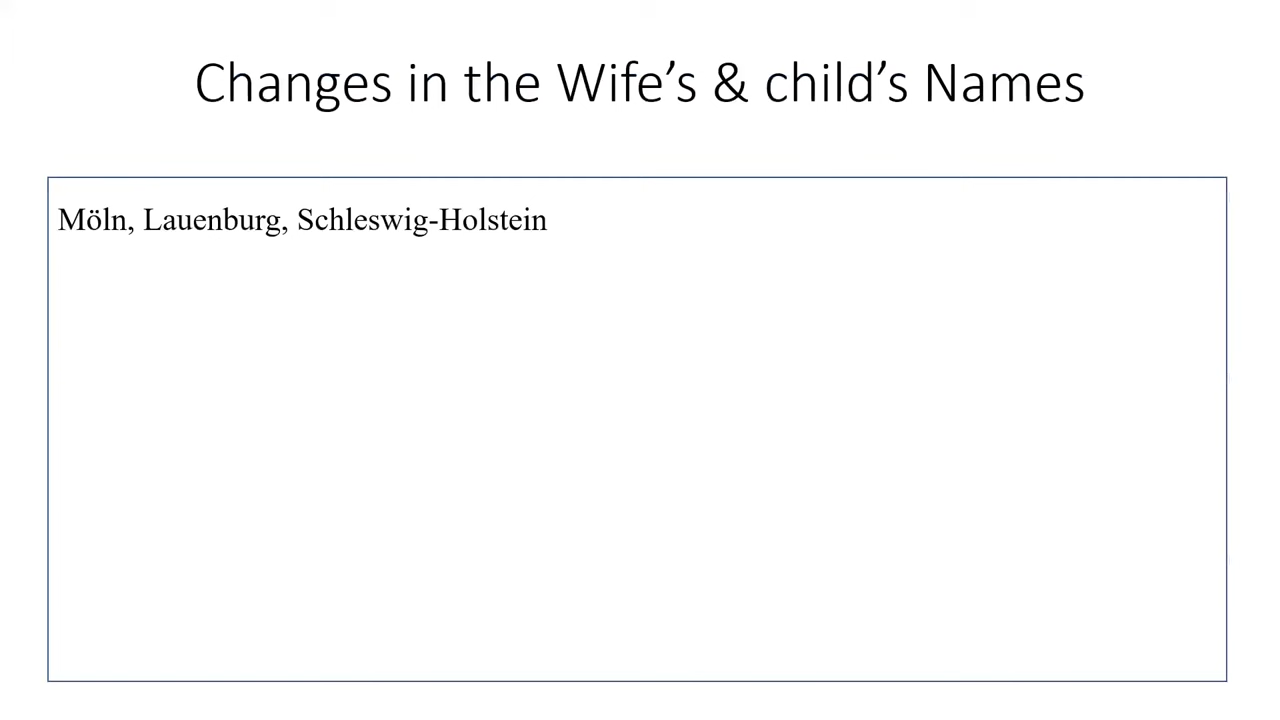 Changes in the Wife’s & child’s Names
Möln, Lauenburg, Schleswig-Holstein